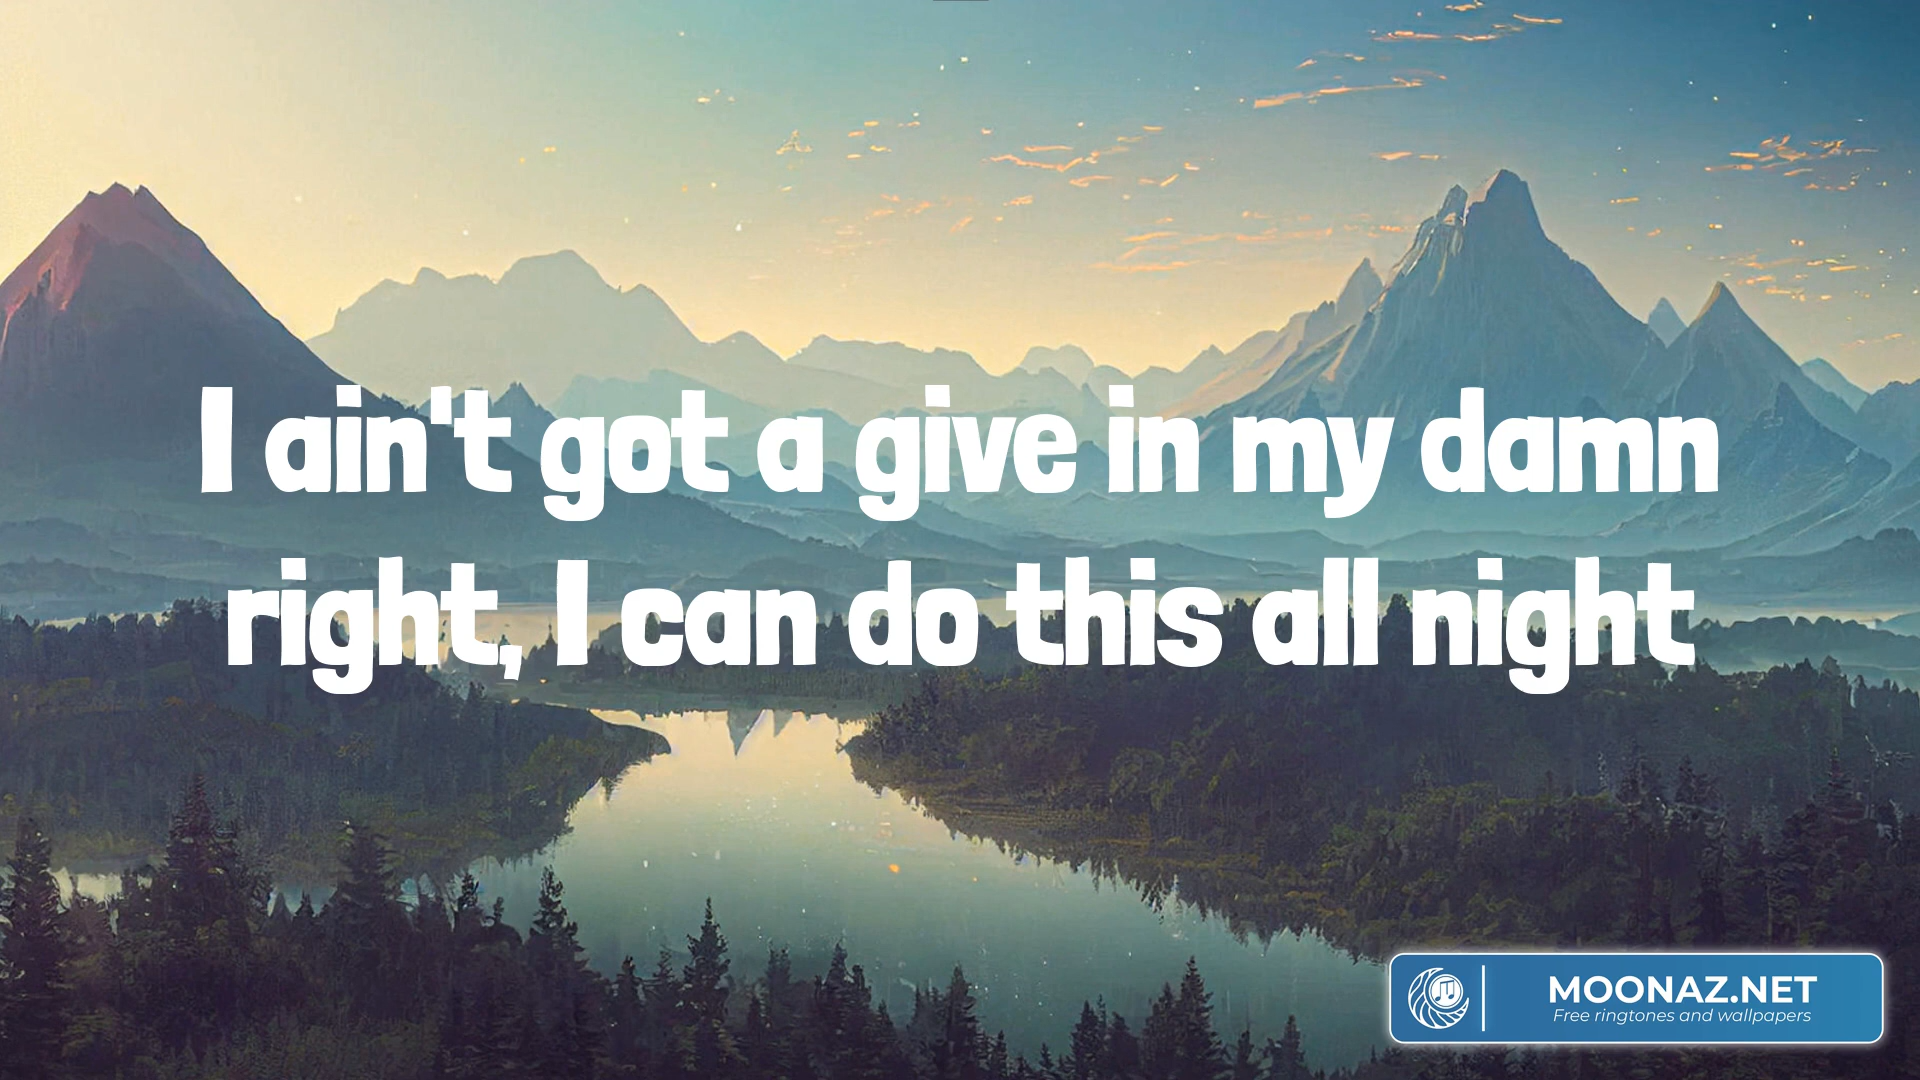 I ain't got a give in my damn
right, I can do this all night
MOONAZ.NET
Free ringtones and wallpapers